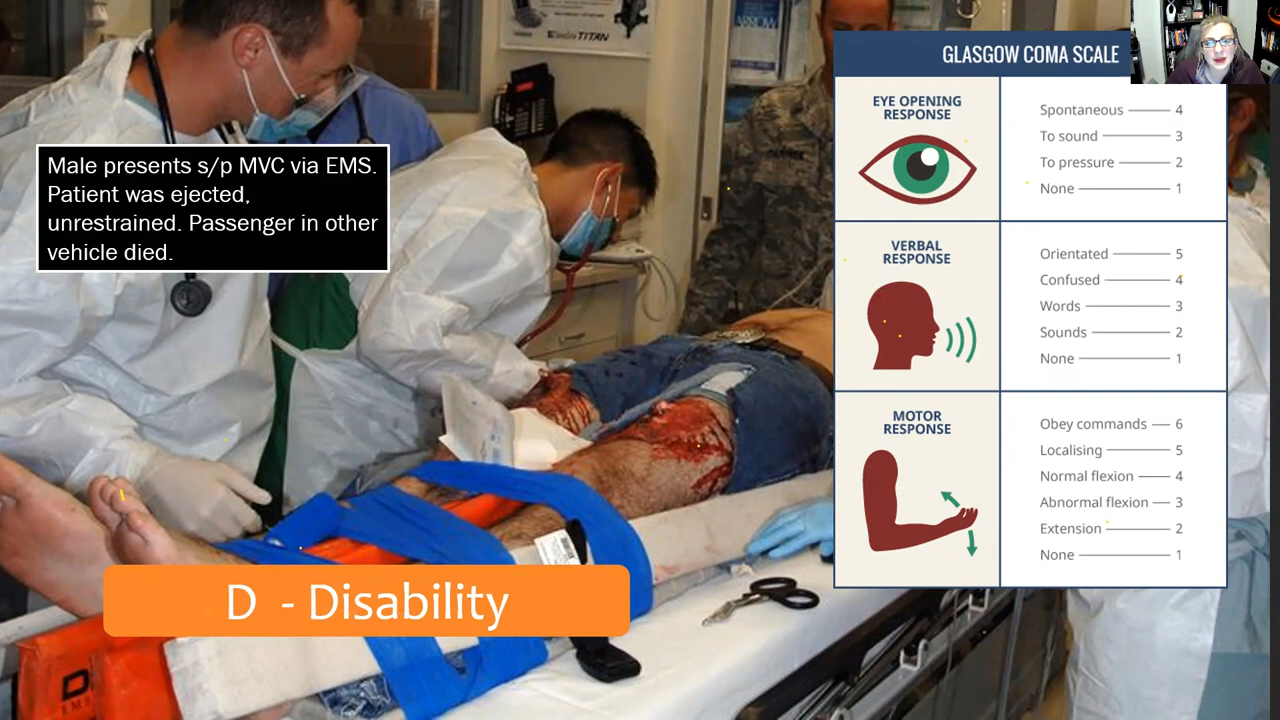 TITAN
ARROW
GLASGOW COMA SCALE
EYE OPENING
RESPONSE
Spontaneous 4
To sound 3
To pressure 2
None 1
Male presents s/p MVC via EMS.
Patient was ejected,
unrestrained. Passenger in other
vehicle died.
VERBAL
RESPONSE
Orientated 5
Confused 4
Words 3
Sounds 2
None 1
MOTOR
RESPONSE
Obey commands 6
Localising 5
Normal flexion 4
Abnormal flexion 3
Extension 2
None 1
D - Disability